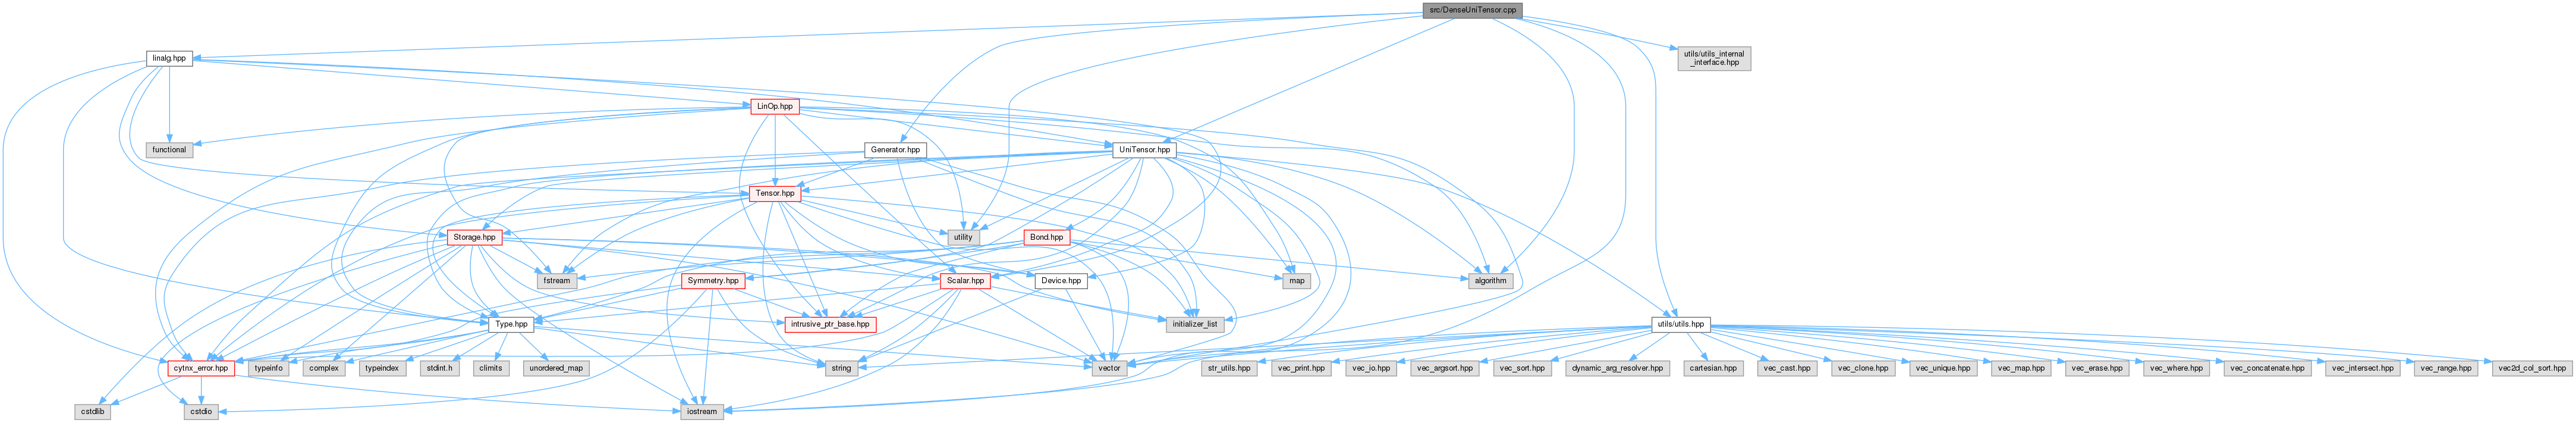 src/DenseUniTensor.cpp
linalg.hpp
utils/utils_internal
_interface.hpp
LinOp.hpp
functional
Generator.hpp
UniTensor.hpp
Tensor.hpp
Storage.hpp
utility
Bond.hpp
fstream
Symmetry.hpp
Scalar.hpp
Device.hpp
map
algorithm
Type.hpp
intrusive_ptr_base.hpp
initializer_list
utils/utils.hpp
cytnx_error.hpp
typeinfo
complex
typeindex
stdint.h
climits
unordered_map
string
vector
str_utils.hpp
vec_print.hpp
vec_io.hpp
vec_argsort.hpp
vec_sort.hpp
dynamic_arg_resolver.hpp
cartesian.hpp
vec_cast.hpp
vec_clone.hpp
vec_unique.hpp
vec_map.hpp
vec_erase.hpp
vec_where.hpp
vec_concatenate.hpp
vec_intersect.hpp
vec_range.hpp
vec2d_col_sort.hpp
cstdlib
cstdio
iostream